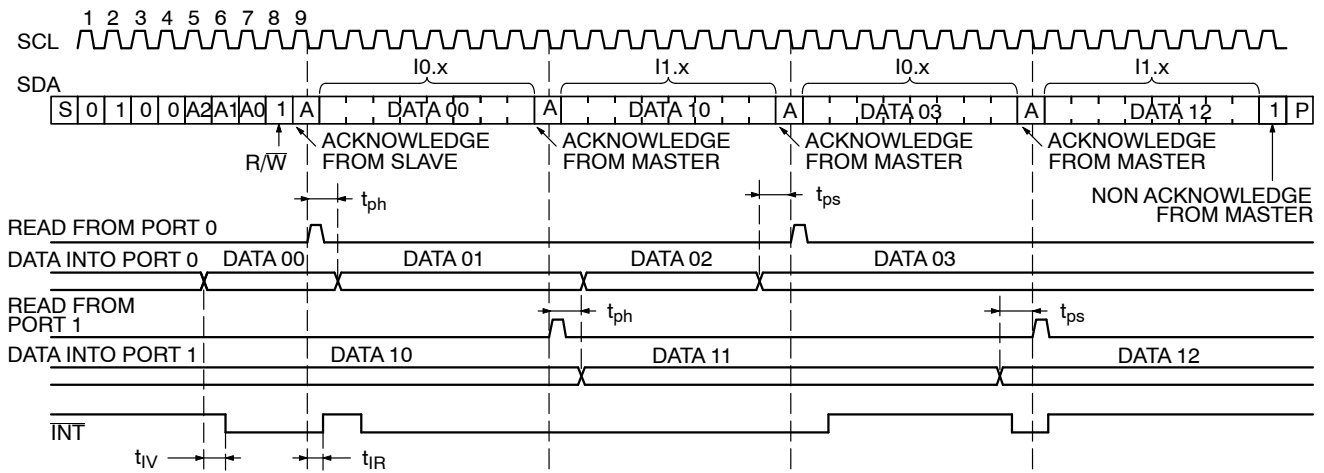 1 2 3 4 5 6 7 8 9
SCL
I0.x I1.x I0.x I1.x
SDA
S 0 1 0 0 A2 A1 A0 1 A DATA 00 A DATA 10 A DATA 03 A DATA 12 1 P
R/W̅
ACKNOWLEDGE
FROM SLAVE
ACKNOWLEDGE
FROM MASTER
ACKNOWLEDGE
FROM MASTER
ACKNOWLEDGE
FROM MASTER
NON ACKNOWLEDGE
FROM MASTER
tph
tps
READ FROM PORT 0
DATA INTO PORT 0 DATA 00 DATA 01 DATA 02 DATA 03
READ FROM
PORT 1
tph
tps
DATA INTO PORT 1 DATA 10 DATA 11 DATA 12
I̅N̅T̅
tIV
tIR